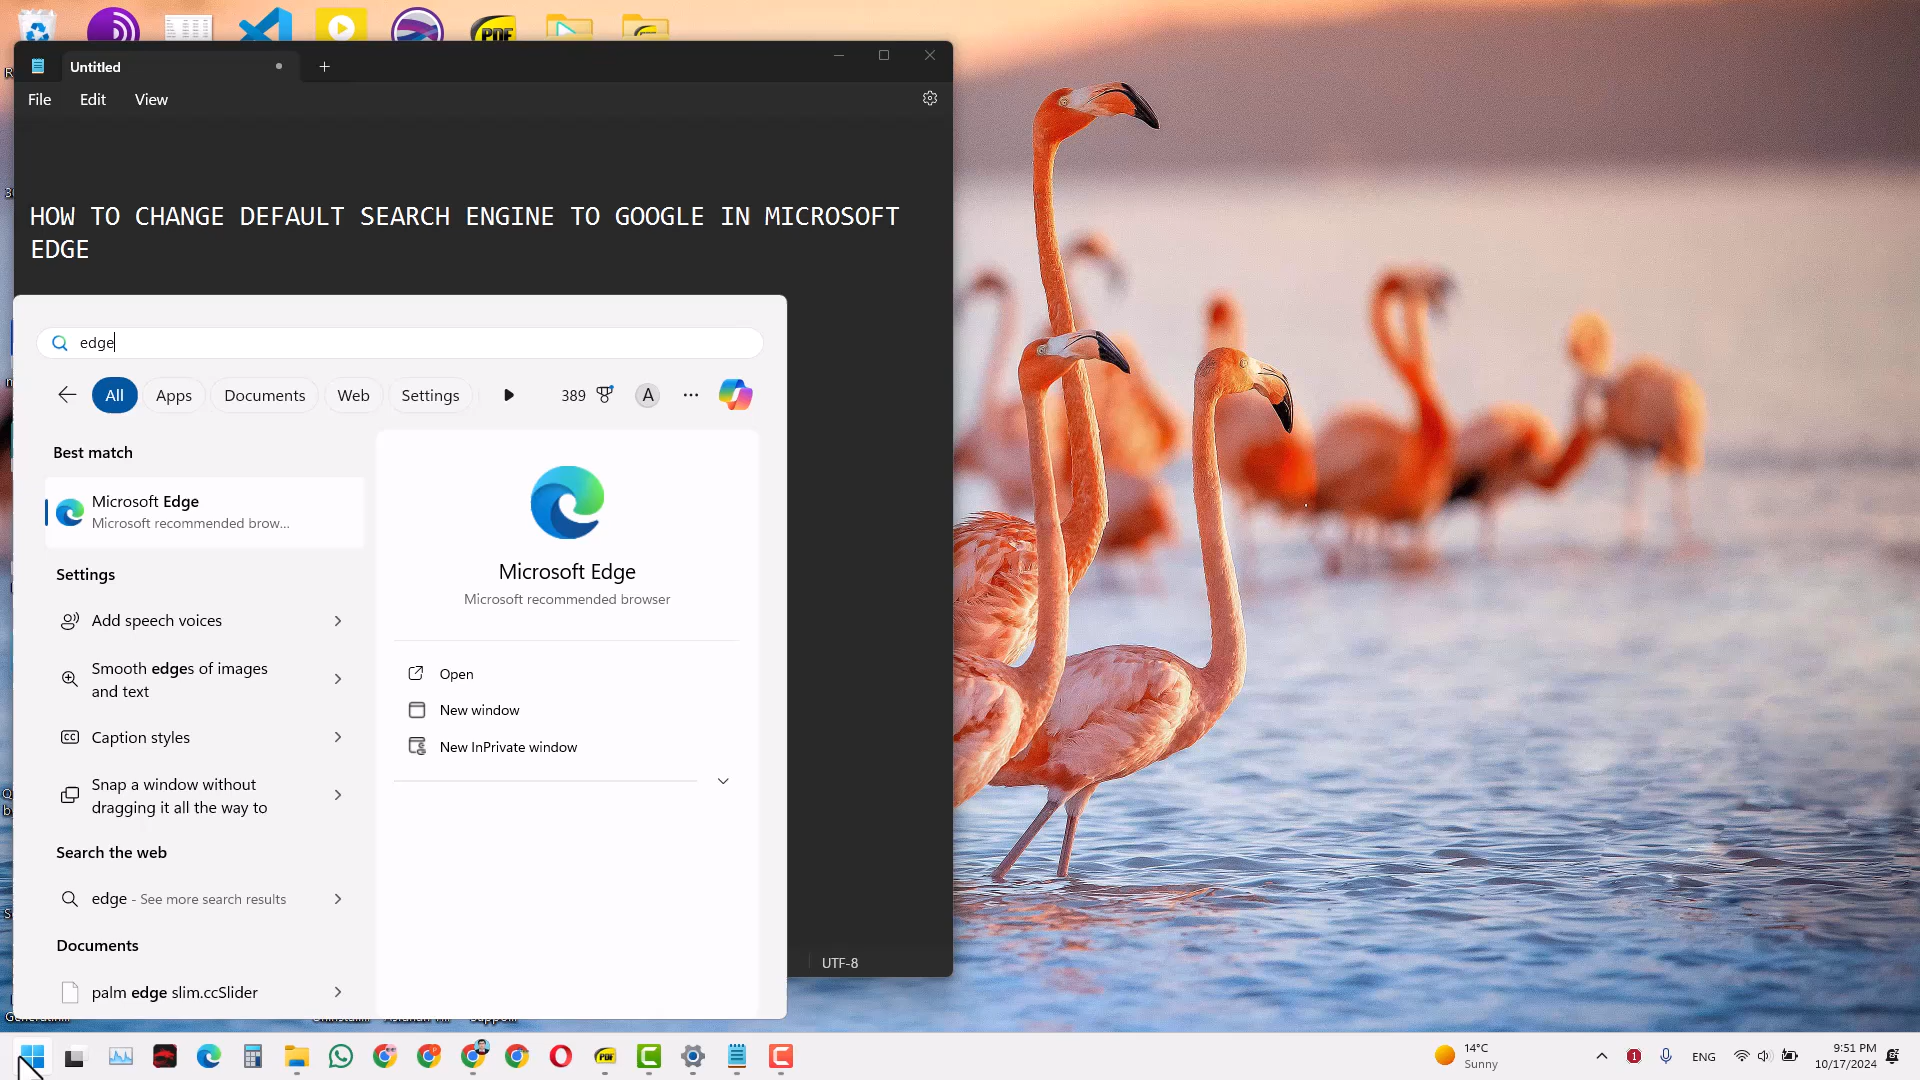 PDF
Untitled
File Edit View
HOW TO CHANGE DEFAULT SEARCH ENGINE TO GOOGLE IN MICROSOFT
EDGE
edge
All Apps Documents Web Settings 389 A
Best match
Microsoft Edge
Microsoft recommended brow...
Settings
Add speech voices
Smooth edges of images
and text
CC Caption styles
Snap a window without
dragging it all the way to
Search the web
edge - See more search results
Documents
palm edge slim.ccSlider
Microsoft Edge
Microsoft recommended browser
Open
New window
New InPrivate window
UTF-8
PDF
14°C
Sunny
1
ENG
9:51 PM
10/17/2024